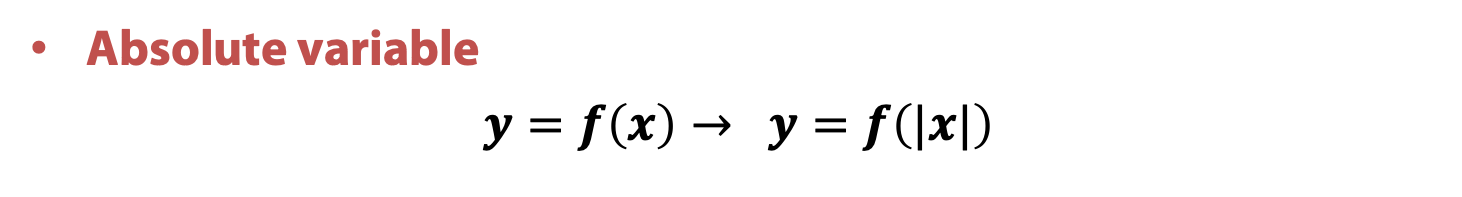 • Absolute variable
y = f(x) → y = f(|x|)